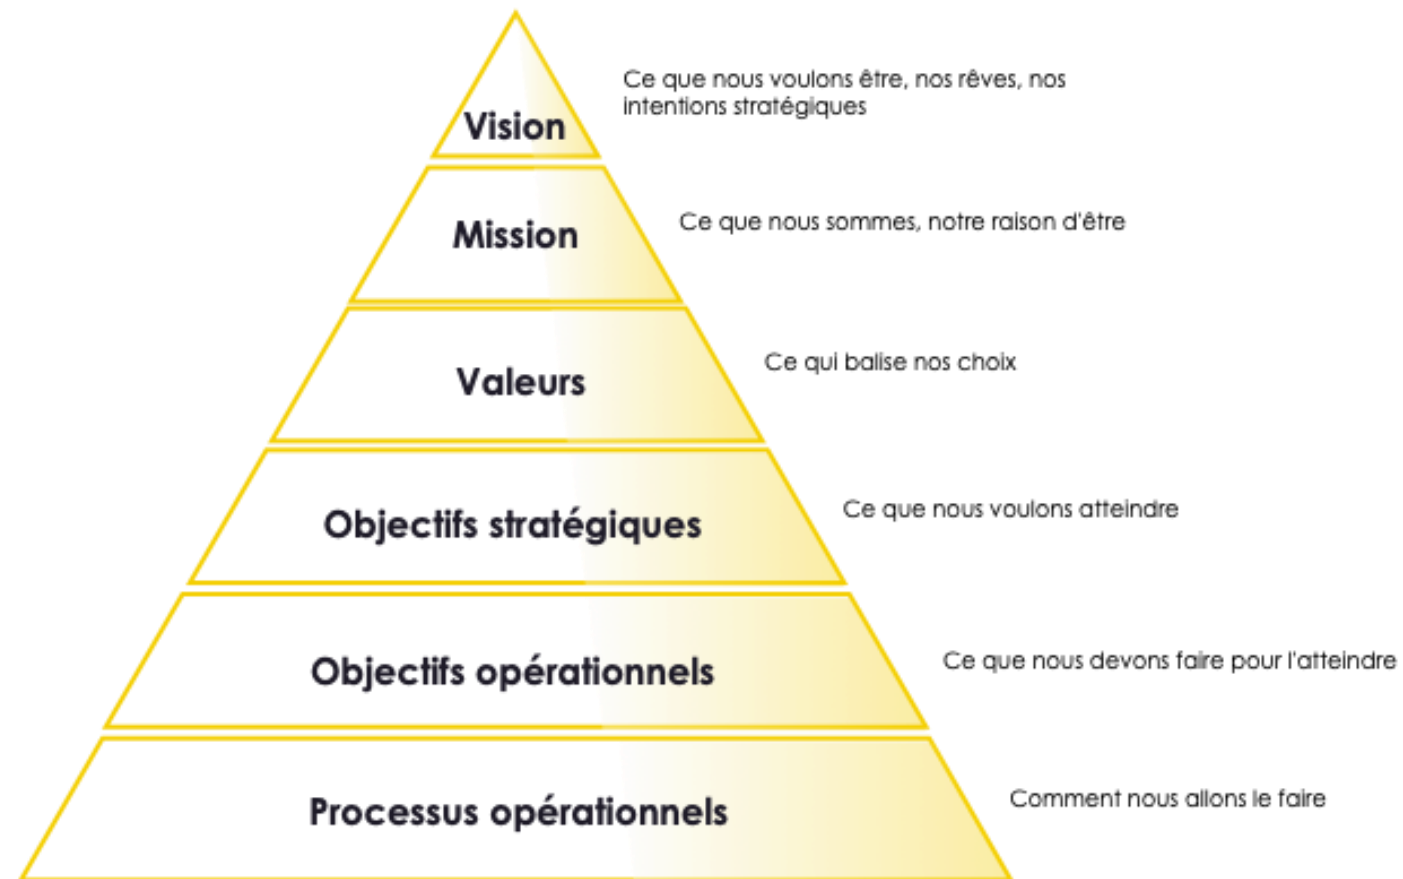 Vision
Ce que nous voulons être, nos rêves, nos
intentions stratégiques
Mission
Ce que nous sommes, notre raison d'être
Valeurs
Ce qui balise nos choix
Objectifs stratégiques
Ce que nous voulons atteindre
Objectifs opérationnels
Ce que nous devons faire pour l'atteindre
Processus opérationnels
Comment nous allons le faire